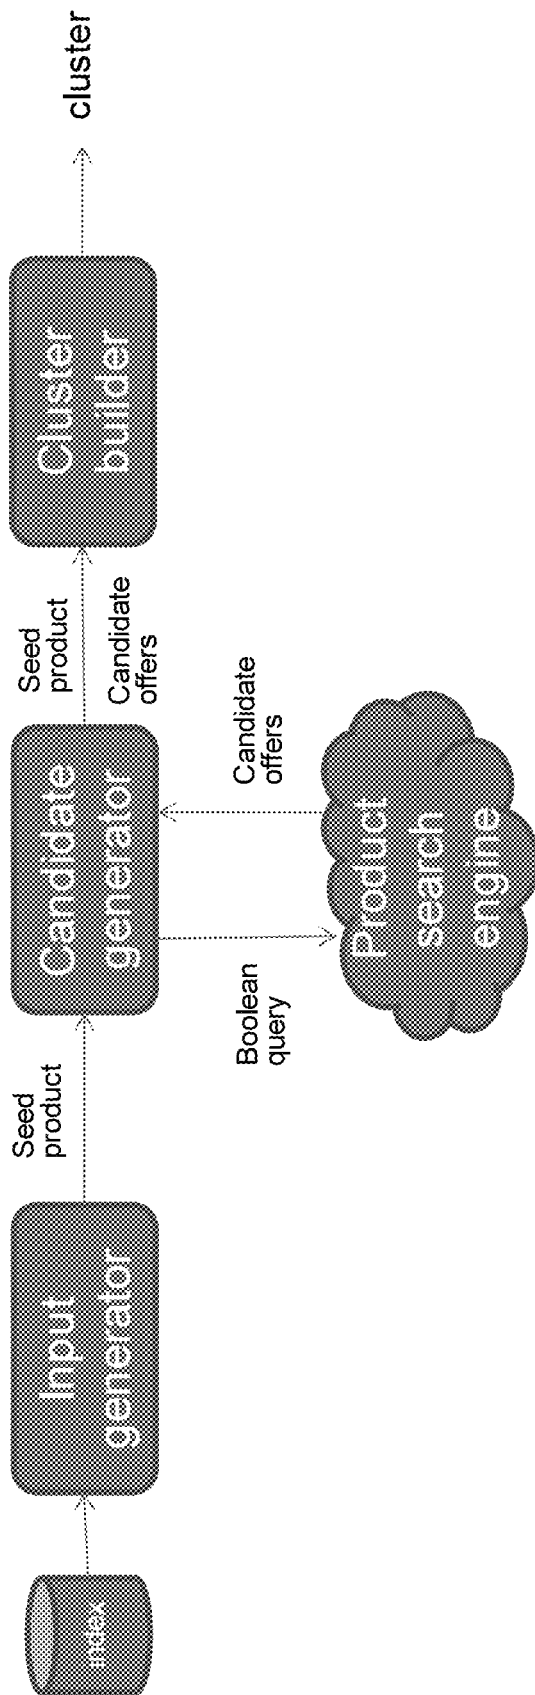 index
Input
generator
Seed
product
Candidate
generator
Boolean
query
Product
search
engine
Candidate
offers
Seed
product
Candidate
offers
Cluster
builder
cluster